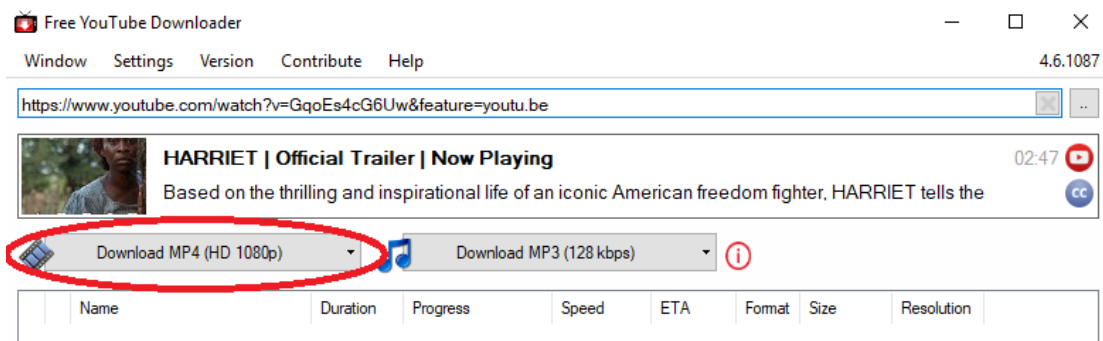 Free YouTube Downloader
Window Settings Version Contribute Help 4.6.1087
https://www.youtube.com/watch?v=GqoEs4cG6Uw&feature=youtu.be ..
HARRIET | Official Trailer | Now Playing 02:47
Based on the thrilling and inspirational life of an iconic American freedom fighter, HARRIET tells the cc
Download MP4 (HD 1080p) Download MP3 (128 kbps) i
Name Duration Progress Speed ETA Format Size Resolution